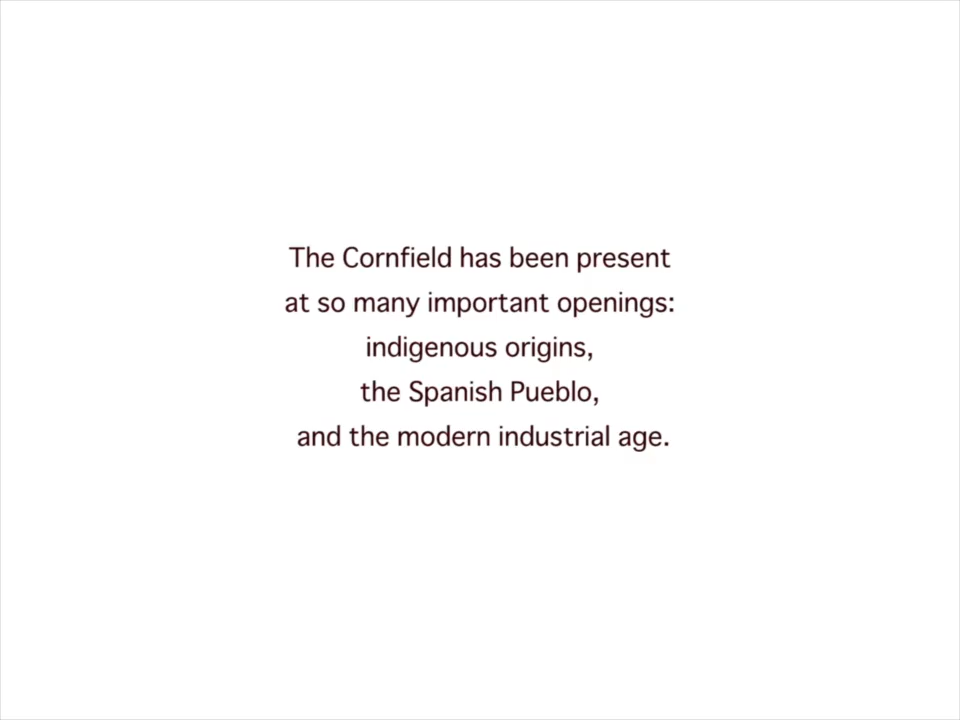 The Cornfield has been present
at so many important openings:
indigenous origins,
the Spanish Pueblo,
and the modern industrial age.